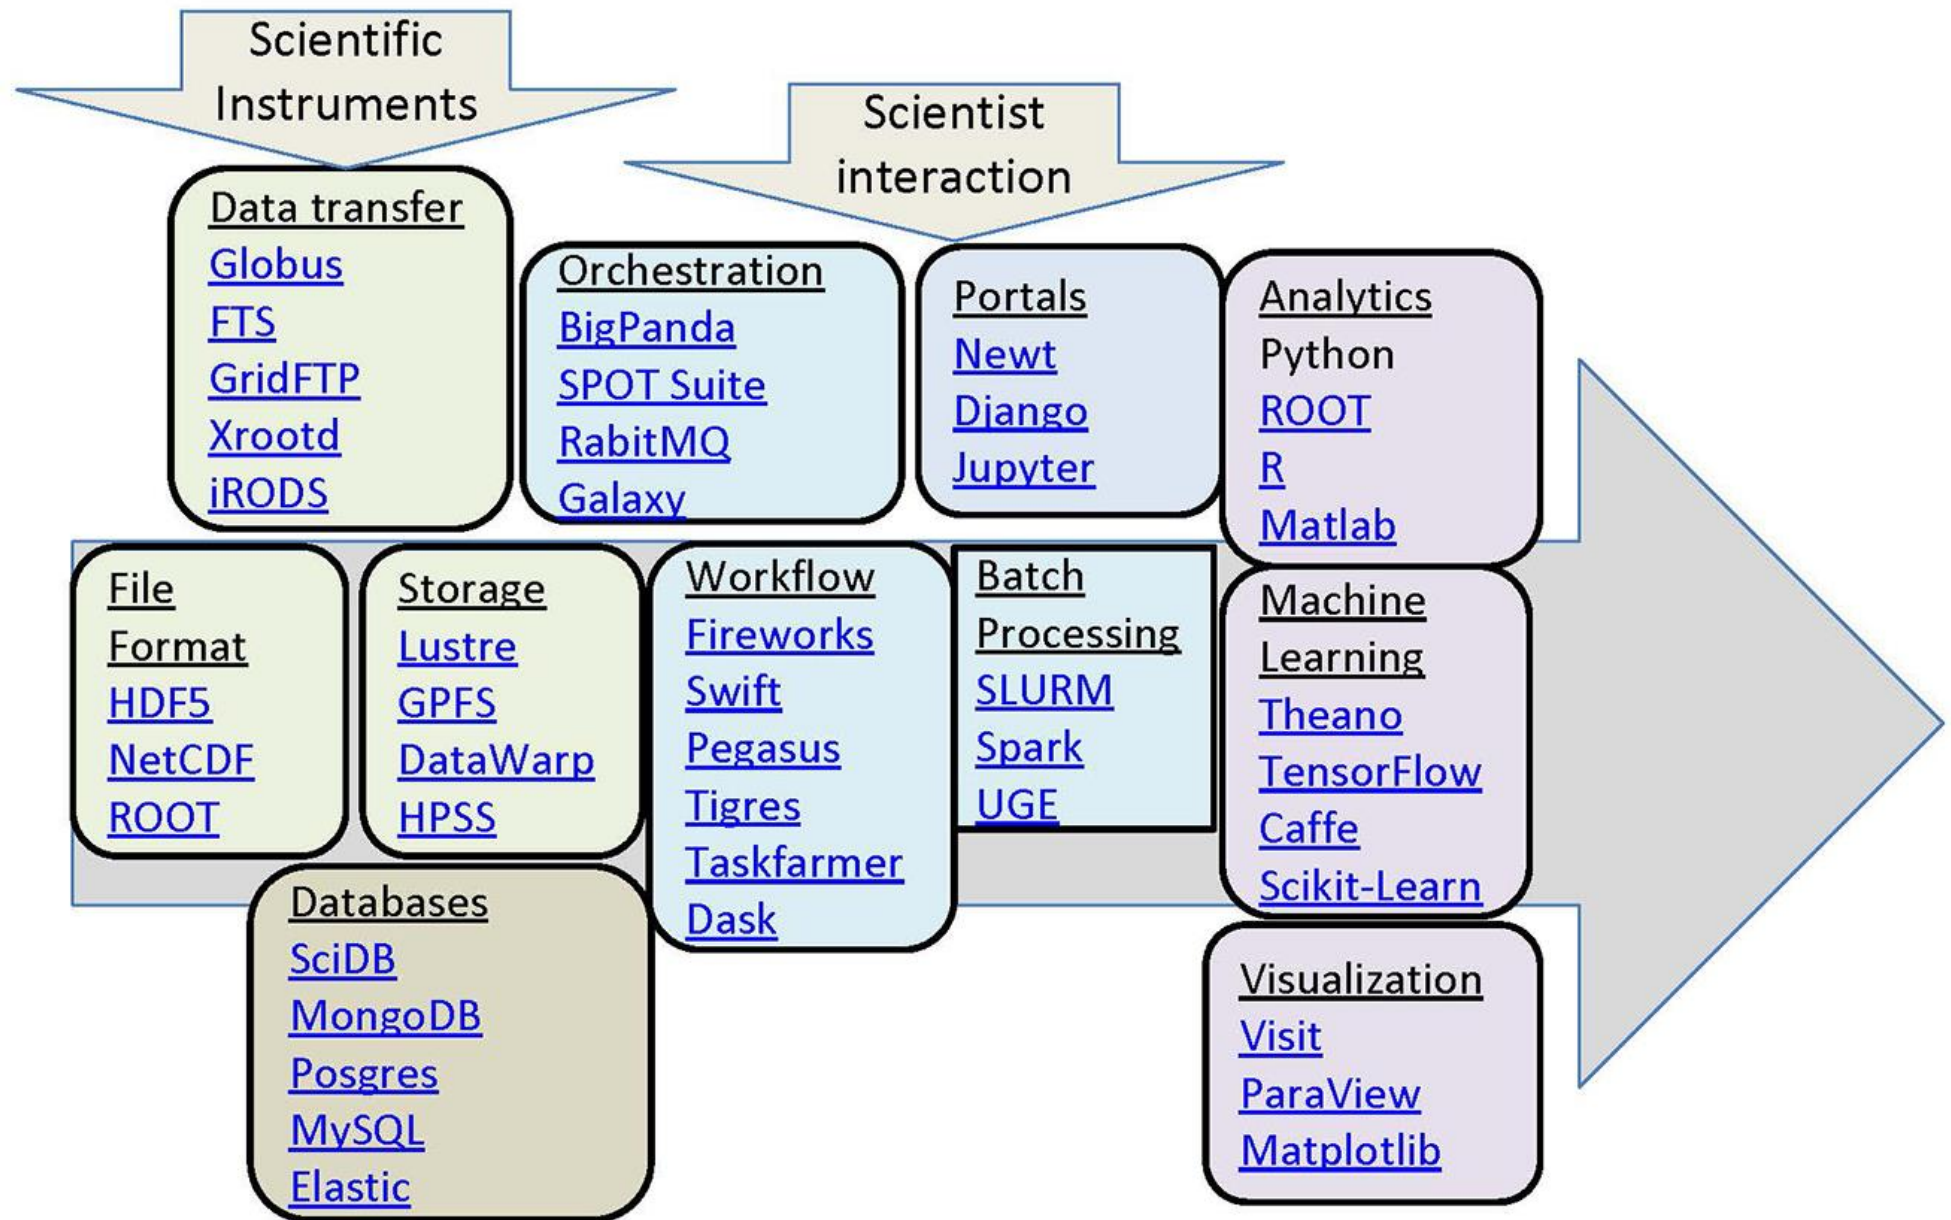 Scientific
Instruments
Scientist
interaction
Data transfer
Globus
FTS
GridFTP
Xrootd
iRODS
Orchestration
BigPanda
SPOT Suite
RabitMQ
Galaxy
Portals
Newt
Django
Jupyter
Analytics
Python
ROOT
R
Matlab
File
Format
HDF5
NetCDF
ROOT
Storage
Lustre
GPFS
DataWarp
HPSS
Workflow
Fireworks
Swift
Pegasus
Tigres
Taskfarmer
Dask
Batch
Processing
SLURM
Spark
UGE
Machine
Learning
Theano
TensorFlow
Caffe
Scikit-Learn
Databases
SciDB
MongoDB
Posgres
MySQL
Elastic
Visualization
Visit
ParaView
Matplotlib